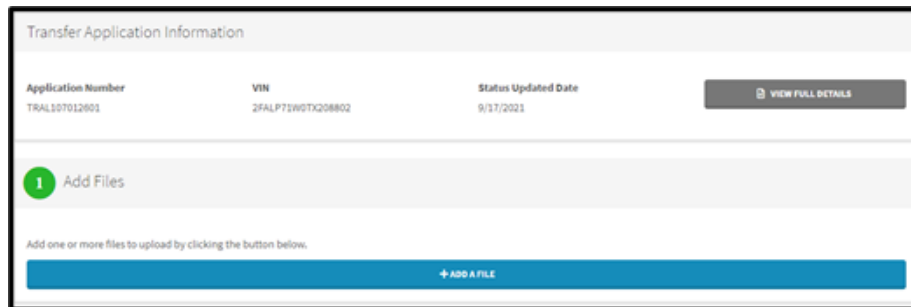 Transfer Application Information
Application Number VIN Status Updated Date
TRAL107012601 2FALP71W0TX208802 9/17/2021
VIEW FULL DETAILS
1 Add Files
Add one or more files to upload by clicking the button below.
+ ADD A FILE